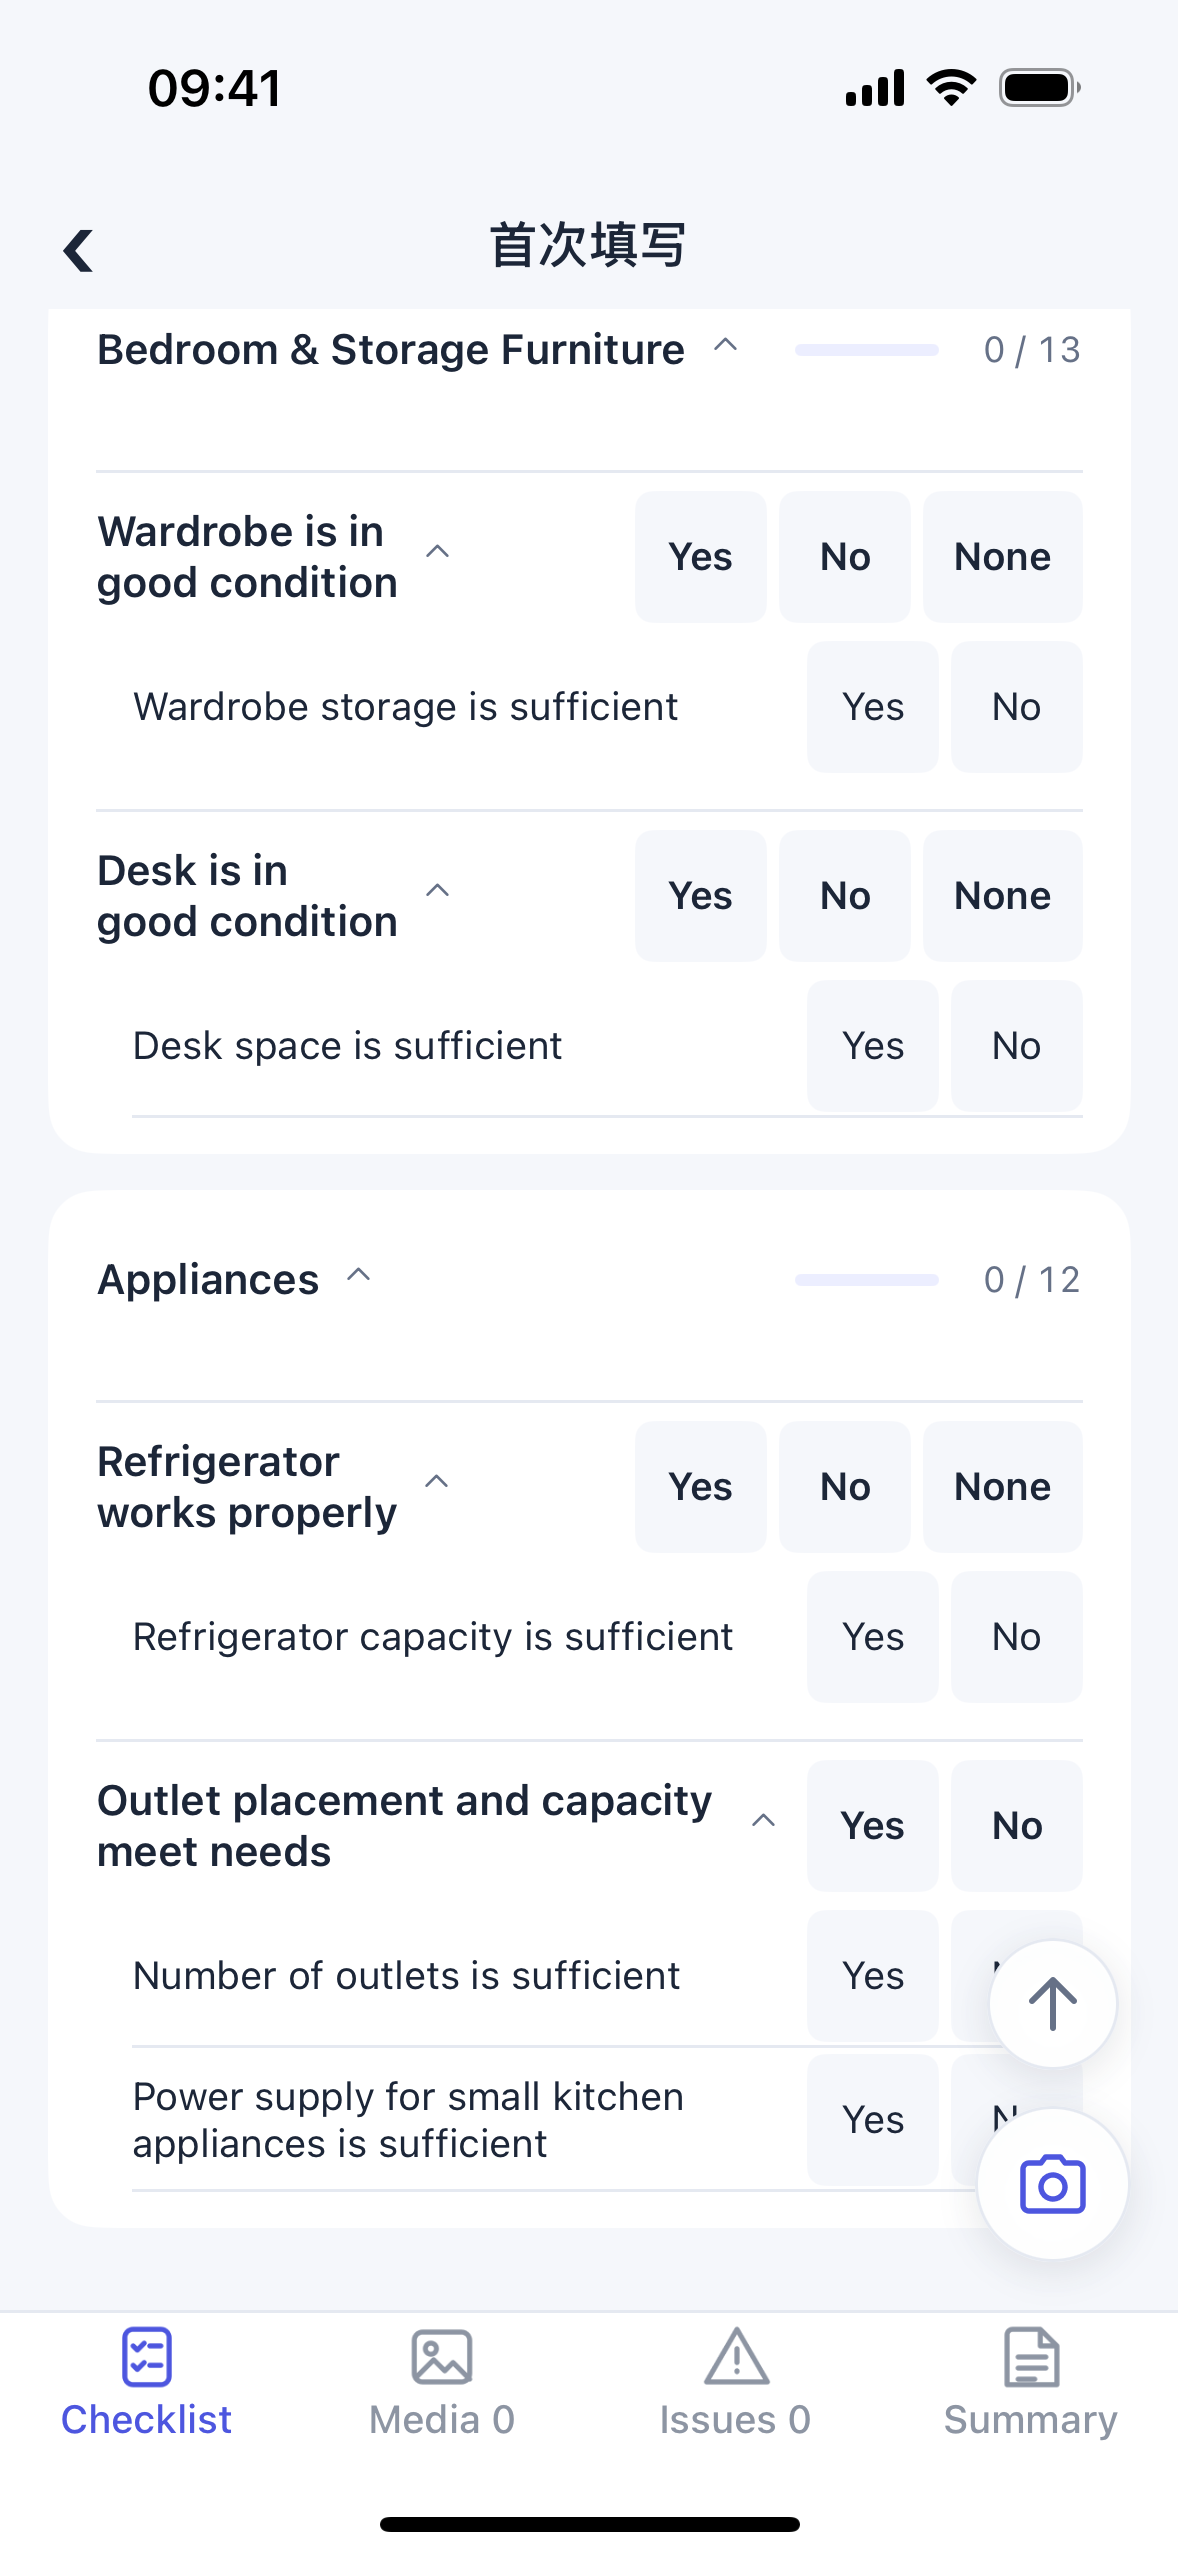 09:41
首次填写
Bedroom & Storage Furniture 0 / 13
Wardrobe is in
good condition
Yes No None
Wardrobe storage is sufficient Yes No
Desk is in
good condition
Yes No None
Desk space is sufficient Yes No
Appliances 0 / 12
Refrigerator
works properly
Yes No None
Refrigerator capacity is sufficient Yes No
Outlet placement and capacity
meet needs
Yes No
Number of outlets is sufficient Yes
Power supply for small kitchen
appliances is sufficient
Yes
Checklist Media 0 Issues 0 Summary